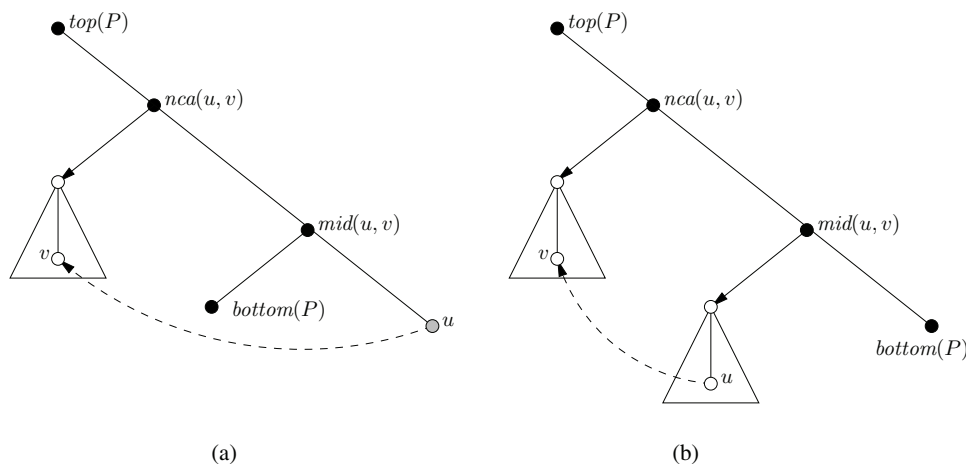 top(P)
nca(u, v)
mid(u, v)
v
bottom(P)
u
(a)
top(P)
nca(u, v)
mid(u, v)
v
bottom(P)
u
(b)